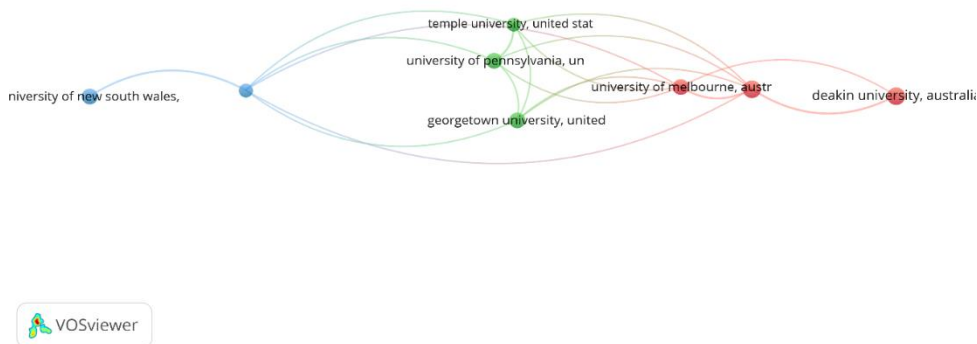 temple university, united stat
university of pennsylvania, un
university of melbourne, austr
niversity of new south wales,
deakin university, australia
georgetown university, united
VOSviewer